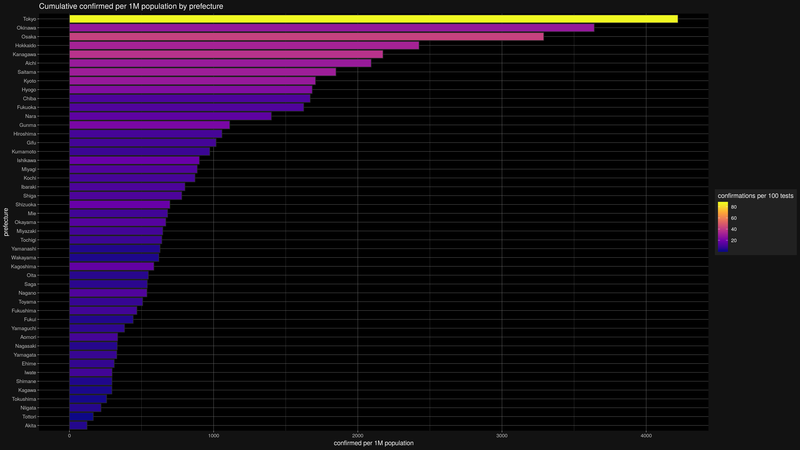 Cumulative confirmed per 1M population by prefecture
prefecture
Tokyo
Okinawa
Osaka
Hokkaido
Kanagawa
Aichi
Saitama
Kyoto
Hyogo
Chiba
Fukuoka
Nara
Gunma
Hiroshima
Gifu
Kumamoto
Ishikawa
Miyagi
Kochi
Ibaraki
Shiga
Shizuoka
Mie
Okayama
Miyazaki
Tochigi
Yamanashi
Wakayama
Kagoshima
Oita
Saga
Nagano
Toyama
Fukushima
Fukui
Yamaguchi
Aomori
Nagasaki
Yamagata
Ehime
Iwate
Shimane
Kagawa
Tokushima
Niigata
Tottori
Akita
0 1000 2000 3000 4000
confirmed per 1M population
confirmations per 100 tests
80
60
40
20